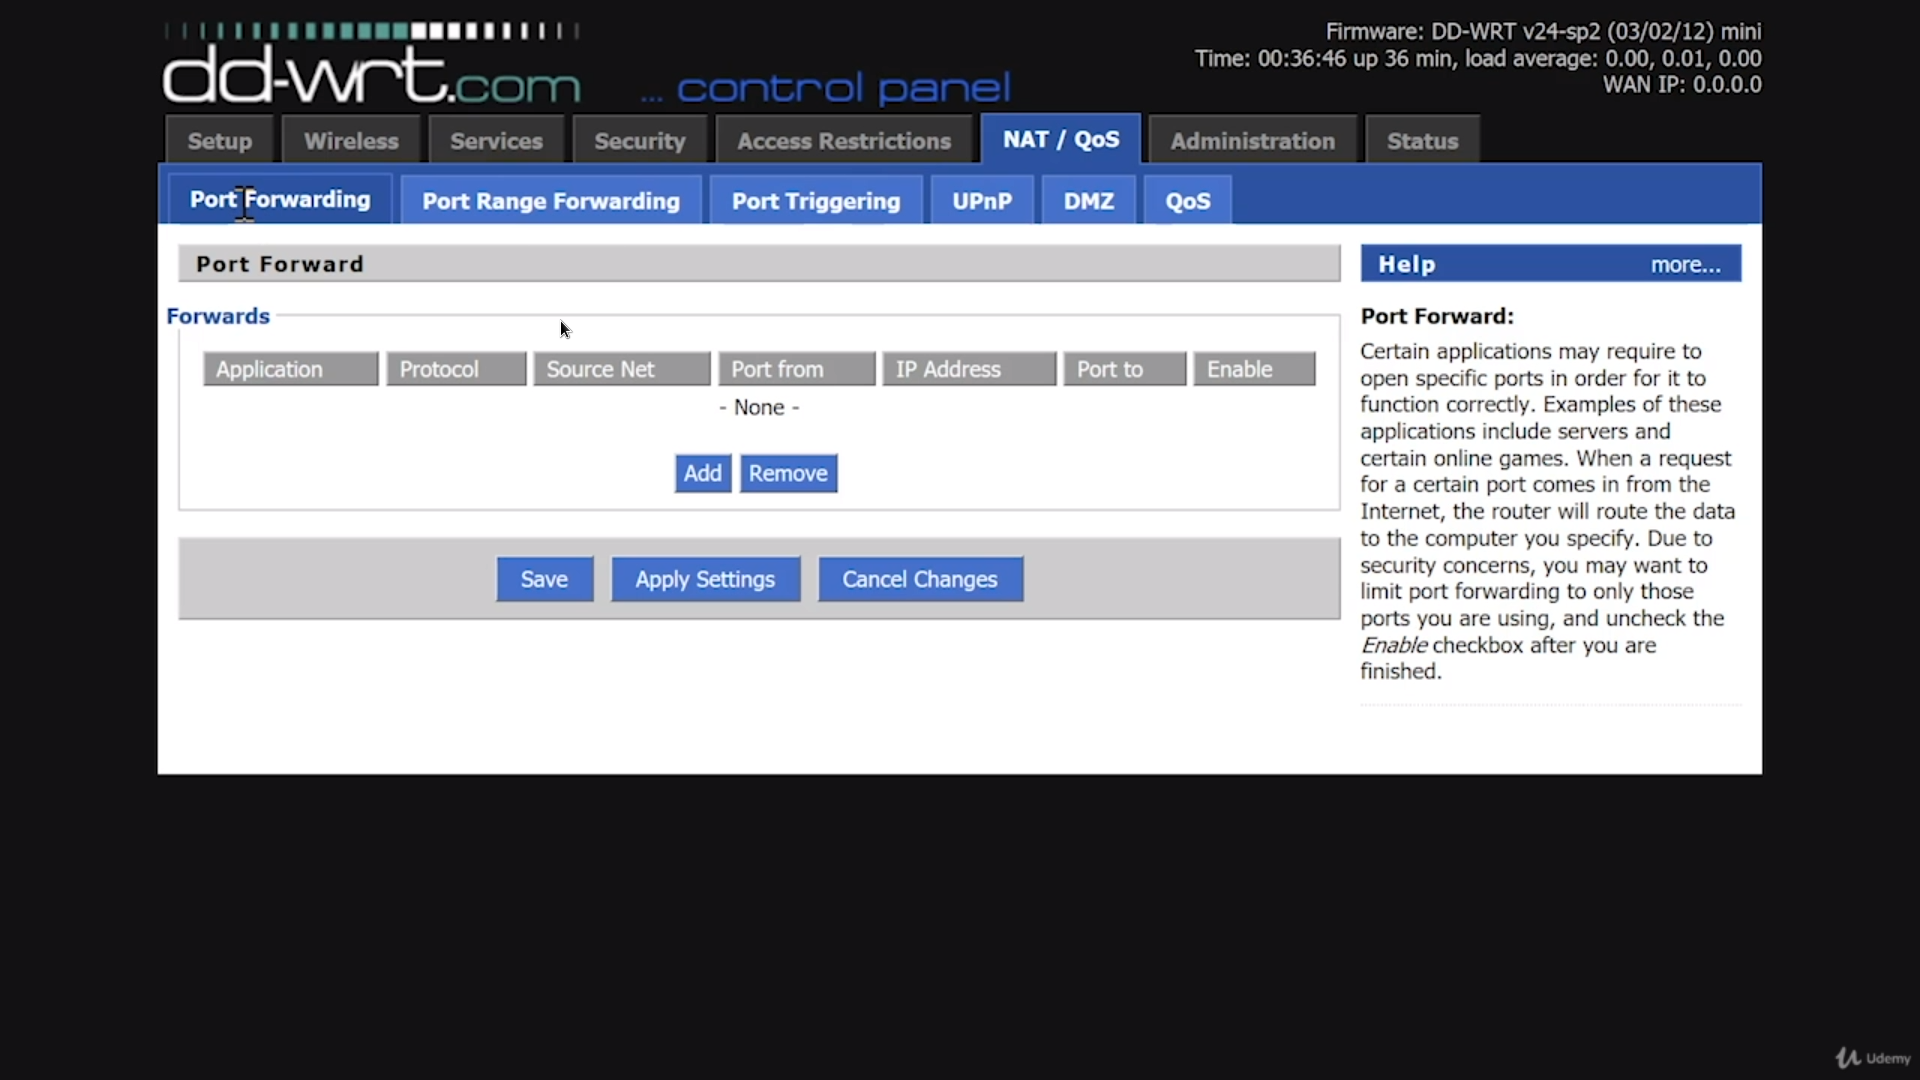 dd-wrt.com ... control panel
Firmware: DD-WRT v24-sp2 (03/02/12) mini
Time: 00:36:46 up 36 min, load average: 0.00, 0.01, 0.00
WAN IP: 0.0.0.0
Setup Wireless Services Security Access Restrictions NAT / QoS Administration Status
Port Forwarding Port Range Forwarding Port Triggering UPnP DMZ QoS
Port Forward
Forwards
Application Protocol Source Net Port from IP Address Port to Enable
- None -
Add Remove
Save Apply Settings Cancel Changes
Help more...
Port Forward:
Certain applications may require to
open specific ports in order for it to
function correctly. Examples of these
applications include servers and
certain online games. When a request
for a certain port comes in from the
Internet, the router will route the data
to the computer you specify. Due to
security concerns, you may want to
limit port forwarding to only those
ports you are using, and uncheck the
Enable checkbox after you are
finished.
Udemy